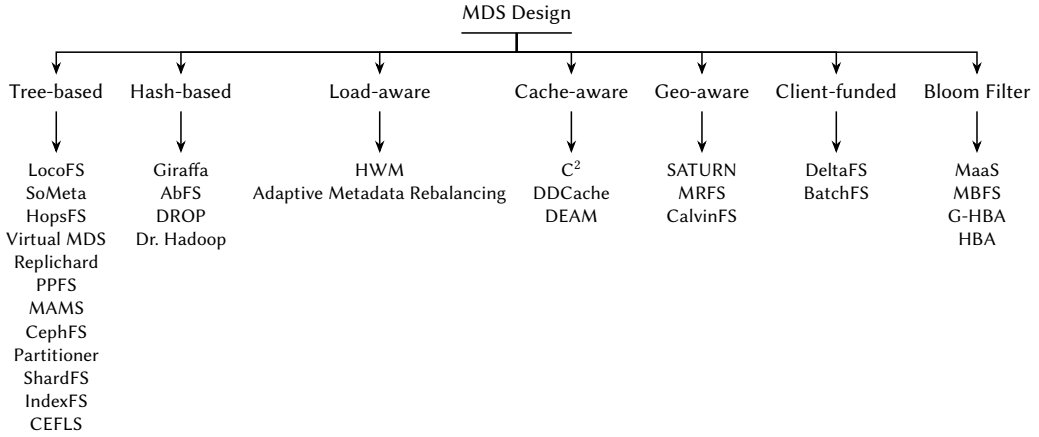 MDS Design
Tree-based
Hash-based
Load-aware
Cache-aware
Geo-aware
Client-funded
Bloom Filter
LocoFS
SoMeta
HopsFS
Virtual MDS
Replichard
PPFS
MAMS
CephFS
Partitioner
ShardFS
IndexFS
CEFLS
Giraffa
AbFS
DROP
Dr. Hadoop
HWM
Adaptive Metadata Rebalancing
C²
DDCache
DEAM
SATURN
MRFS
CalvinFS
DeltaFS
BatchFS
MaaS
MBFS
G-HBA
HBA